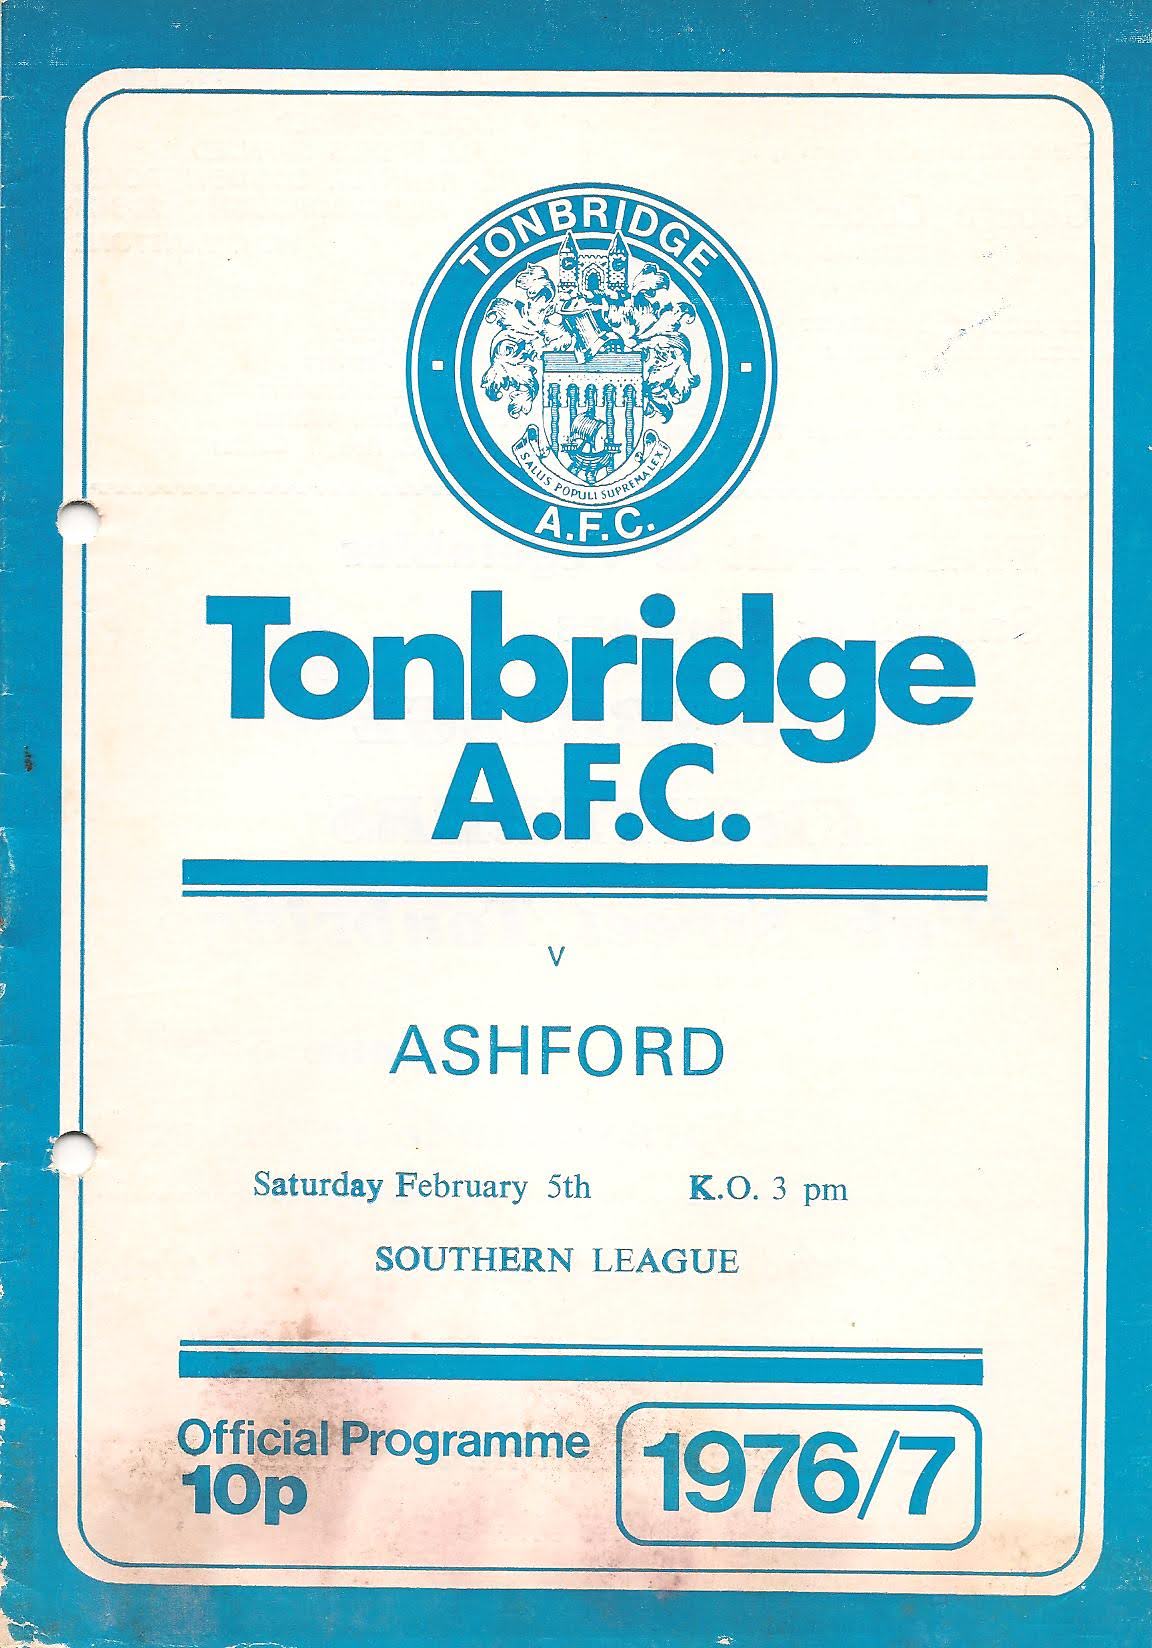 TONBRIDGE
SALUS POPULI SUPREMA LEX
A.F.C.
Tonbridge
A.F.C.
v
ASHFORD
Saturday February 5th K.O. 3 pm
SOUTHERN LEAGUE
Official Programme
10p
1976/7